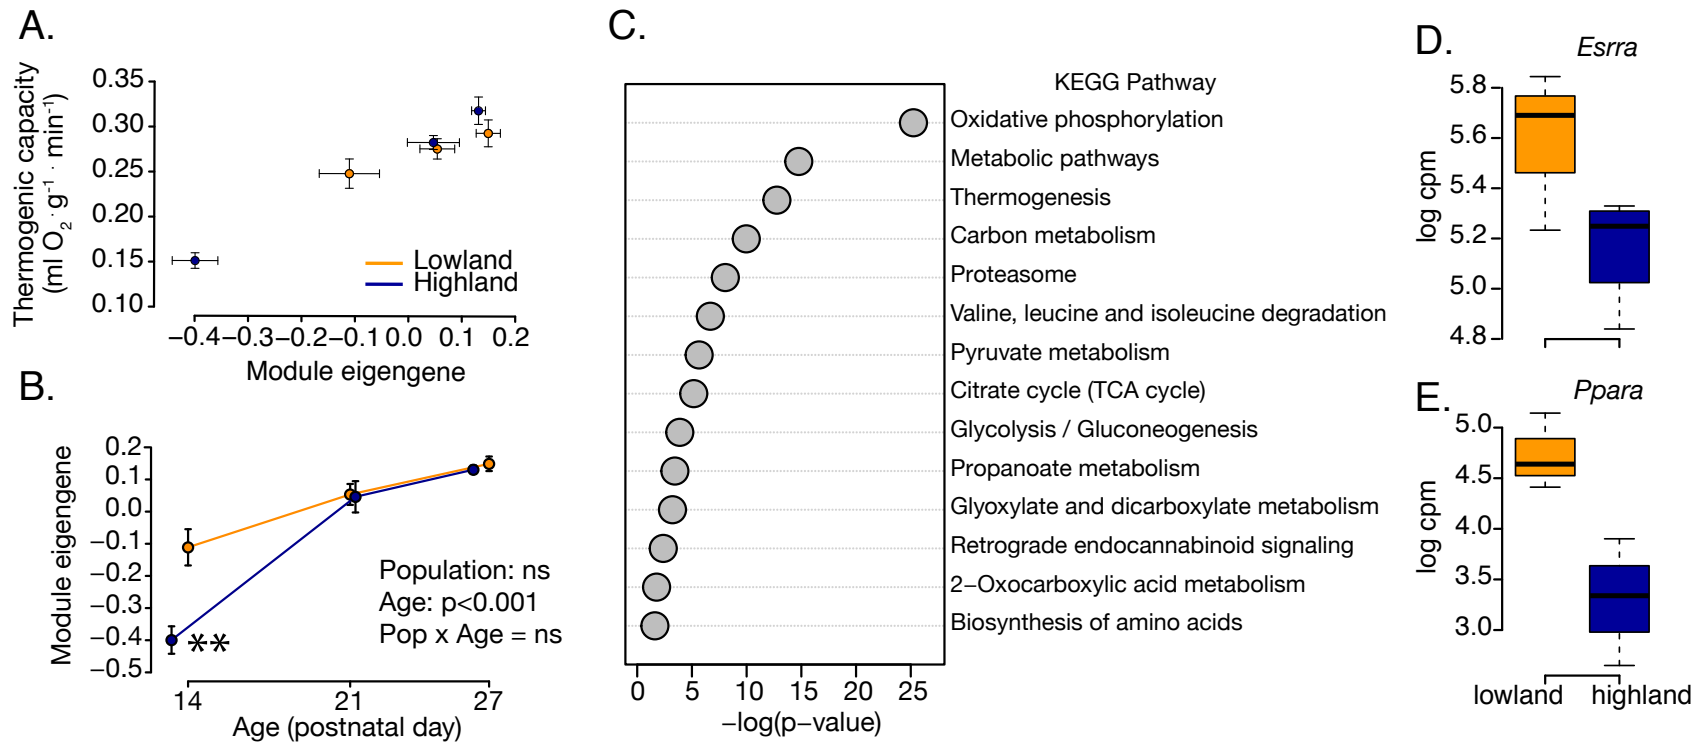 A.
Thermogenic capacity
(ml O2 · g-1 · min-1)
0.35
0.30
0.25
0.20
0.15
0.10
Lowland
Highland
−0.4 −0.3 −0.2 −0.1 0.0 0.1 0.2
Module eigengene
B.
Module eigengene
0.2
0.1
0.0
−0.1
−0.2
−0.3
−0.4
−0.5
**
Population: ns
Age: p<0.001
Pop x Age = ns
14 21 27
Age (postnatal day)
C.
KEGG Pathway
Oxidative phosphorylation
Metabolic pathways
Thermogenesis
Carbon metabolism
Proteasome
Valine, leucine and isoleucine degradation
Pyruvate metabolism
Citrate cycle (TCA cycle)
Glycolysis / Gluconeogenesis
Propanoate metabolism
Glyoxylate and dicarboxylate metabolism
Retrograde endocannabinoid signaling
2−Oxocarboxylic acid metabolism
Biosynthesis of amino acids
0 5 10 15 20 25
−log(p−value)
D.
Esrra
log cpm
5.8
5.6
5.4
5.2
5.0
4.8
E.
Ppara
log cpm
5.0
4.5
4.0
3.5
3.0
lowland highland